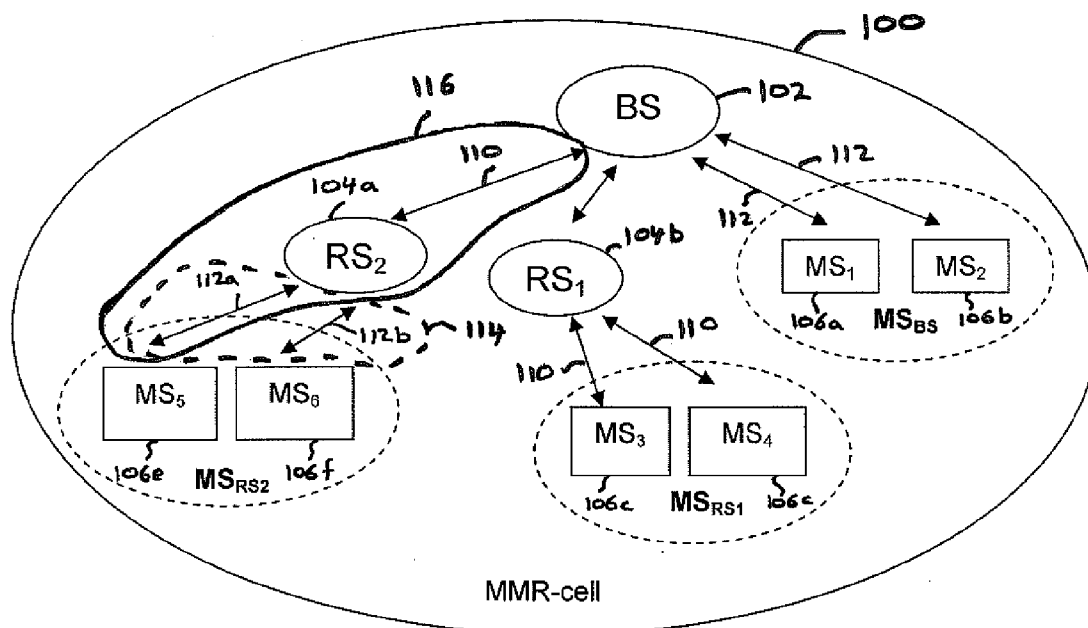 100
116
BS
102
110
112
104a
RS2
104b
112
112a
RS1
MS1
MS2
112b
114
110
106a
MSBS
106b
110
MS5
MS6
MS3
MS4
106e
MSRS2
106f
106c
MSRS1
106c
MMR-cell